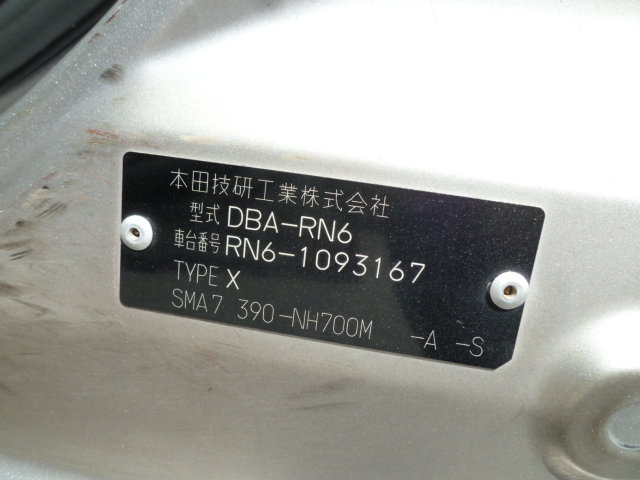 本田技研工業株式会社
型式 DBA-RN6
車台番号 RN6-1093167
TYPE X
SMA7 390-NH700M -A -S